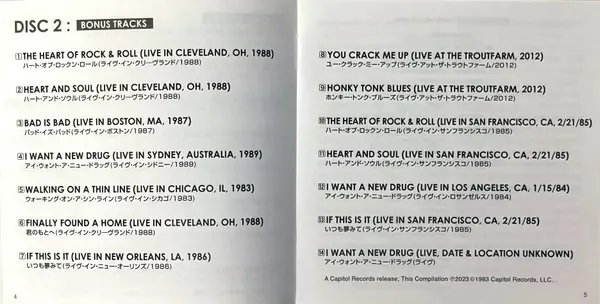 DISC 2 : BONUS TRACKS
①THE HEART OF ROCK & ROLL (LIVE IN CLEVELAND, OH, 1988)
ハート・オブ・ロックン・ロール(ライヴ・イン・クリーヴランド/1988)
②HEART AND SOUL (LIVE IN CLEVELAND, OH, 1988)
ハート・アンド・ソウル(ライヴ・イン・クリーヴランド/1988)
③BAD IS BAD (LIVE IN BOSTON, MA, 1987)
バッド・イズ・バッド(ライヴ・イン・ボストン/1987)
④I WANT A NEW DRUG (LIVE IN SYDNEY, AUSTRALIA, 1989)
アイ・ウォント・ア・ニュー・ドラッグ(ライヴ・イン・シドニー/1989)
⑤WALKING ON A THIN LINE (LIVE IN CHICAGO, IL, 1983)
ウォーキング・オン・ア・シン・ライン(ライヴ・イン・シカゴ/1983)
⑥FINALLY FOUND A HOME (LIVE IN CLEVELAND, OH, 1988)
君のもとへ(ライヴ・イン・クリーヴランド/1988)
⑦IF THIS IS IT (LIVE IN NEW ORLEANS, LA, 1986)
いつも夢みて(ライヴ・イン・ニュー・オーリンズ/1986)
4
⑧YOU CRACK ME UP (LIVE AT THE TROUTFARM, 2012)
ユー・クラック・ミー・アップ(ライヴ・アット・ザ・トラウトファーム/2012)
⑨HONKY TONK BLUES (LIVE AT THE TROUTFARM, 2012)
ホンキー・トンク・ブルーズ(ライヴ・アット・ザ・トラウトファーム/2012)
⑩THE HEART OF ROCK & ROLL (LIVE IN SAN FRANCISCO, CA, 2/21/85)
ハート・オブ・ロックン・ロール(ライヴ・イン・サンフランシスコ/1985)
⑪HEART AND SOUL (LIVE IN SAN FRANCISCO, CA, 2/21/85)
ハート・アンド・ソウル(ライヴ・イン・サンフランシスコ/1985)
⑫I WANT A NEW DRUG (LIVE IN LOS ANGELES, CA, 1/15/84)
アイ・ウォント・ア・ニュー・ドラッグ(ライヴ・イン・ロサンゼルス/1984)
⑬IF THIS IS IT (LIVE IN SAN FRANCISCO, CA, 2/21/85)
いつも夢みて(ライヴ・イン・サンフランシスコ/1985)
⑭I WANT A NEW DRUG (LIVE, DATE & LOCATION UNKNOWN)
アイ・ウォント・ア・ニュー・ドラッグ(ライヴ)
A Capitol Records release; This Compilation ℗2023 ©1983 Capitol Records, LLC.
5